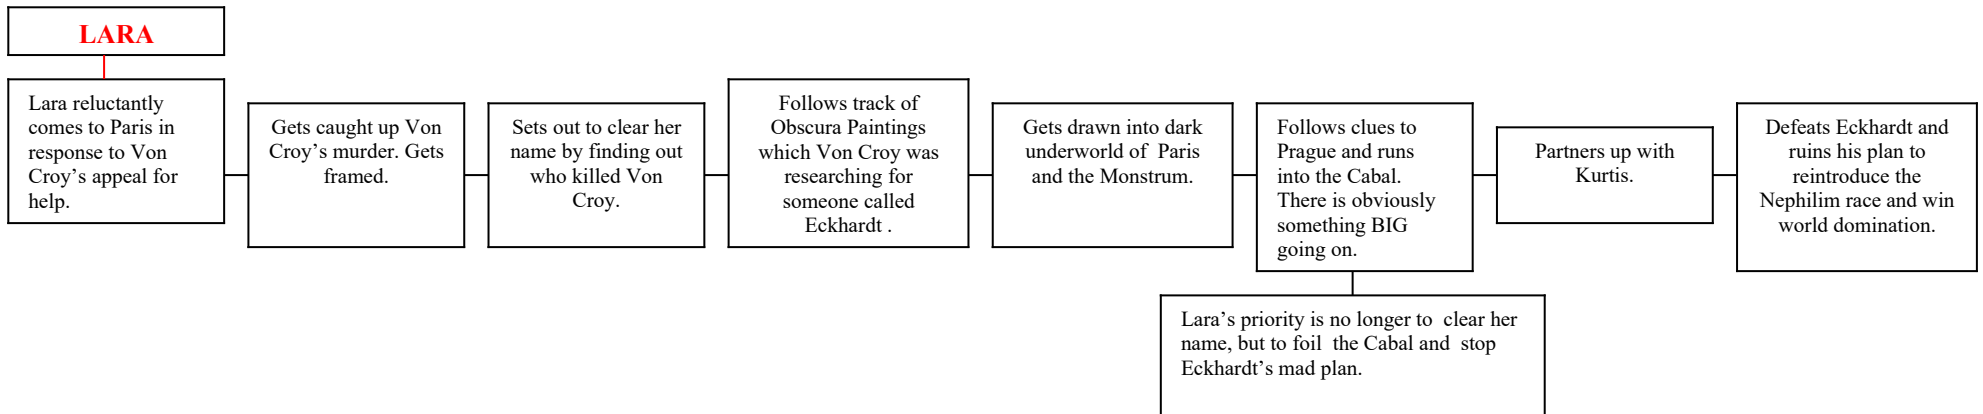 LARA
Lara reluctantly
comes to Paris in
response to Von
Croy’s appeal for
help.
Gets caught up Von
Croy’s murder. Gets
framed.
Sets out to clear her
name by finding out
who killed Von
Croy.
Follows track of
Obscura Paintings
which Von Croy was
researching for
someone called
Eckhardt .
Gets drawn into dark
underworld of  Paris
and the Monstrum.
Follows clues to
Prague and runs
into the Cabal.
There is obviously
something BIG
going on.
Partners up with
Kurtis.
Defeats Eckhardt and
ruins his plan to
reintroduce the
Nephilim race and win
world domination.
Lara’s priority is no longer to  clear her
name, but to foil  the Cabal and  stop
Eckhardt’s mad plan.